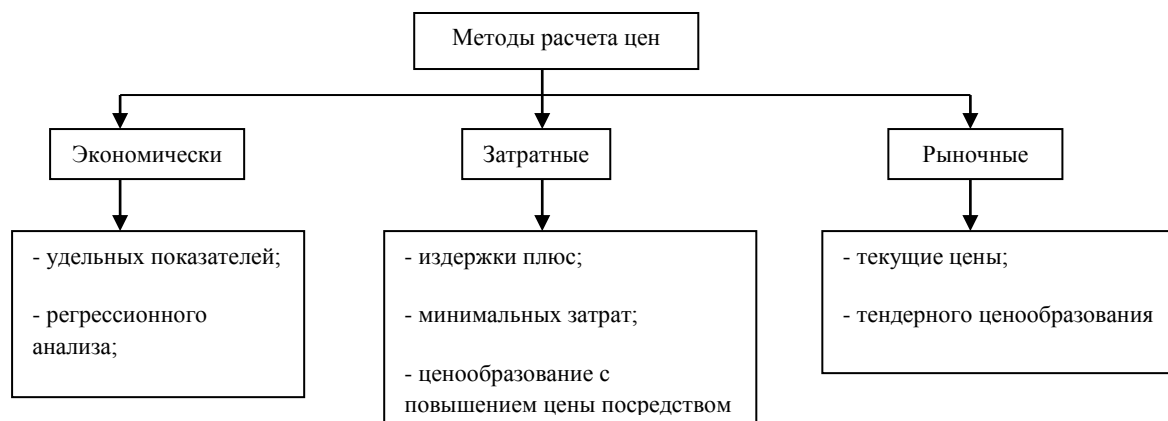 Методы расчета цен
Экономически
Затратные
Рыночные
- удельных показателей;
- регрессионного
анализа;
- издержки плюс;
- минимальных затрат;
- ценообразование с
повышением цены посредством
- текущие цены;
- тендерного ценообразования